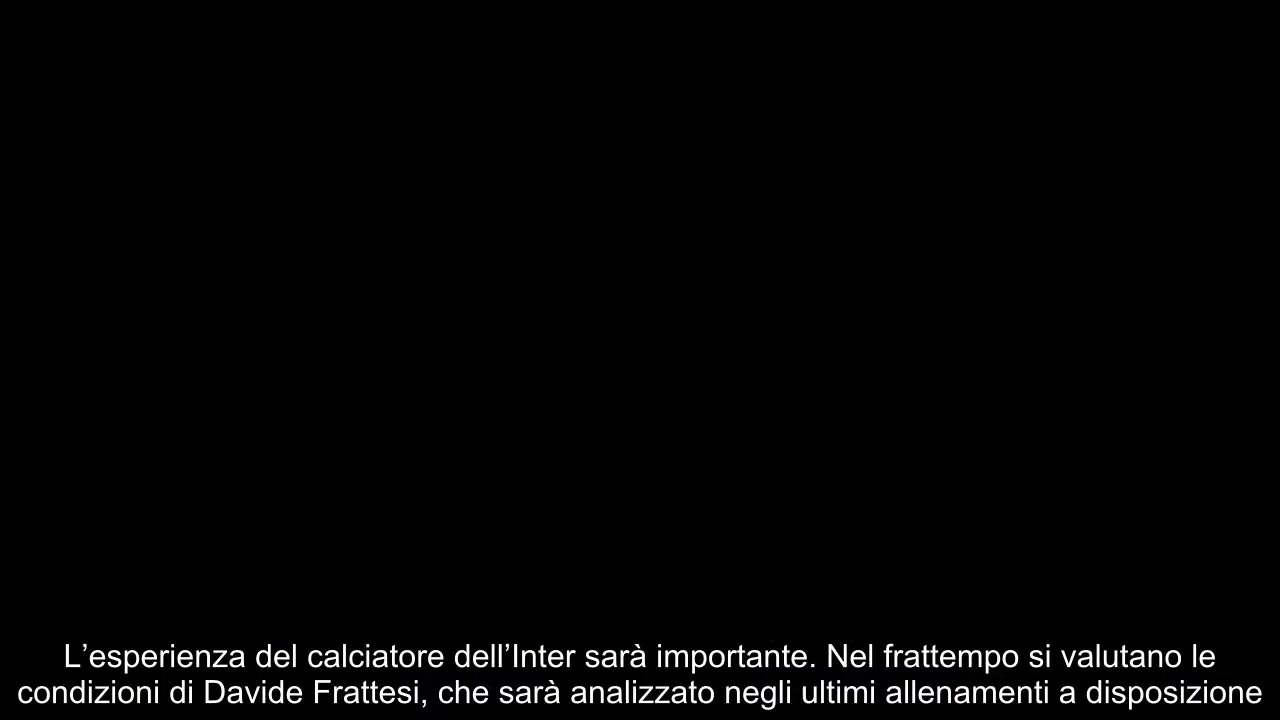 L’esperienza del calciatore dell’Inter sarà importante. Nel frattempo si valutano le
condizioni di Davide Frattesi, che sarà analizzato negli ultimi allenamenti a disposizione